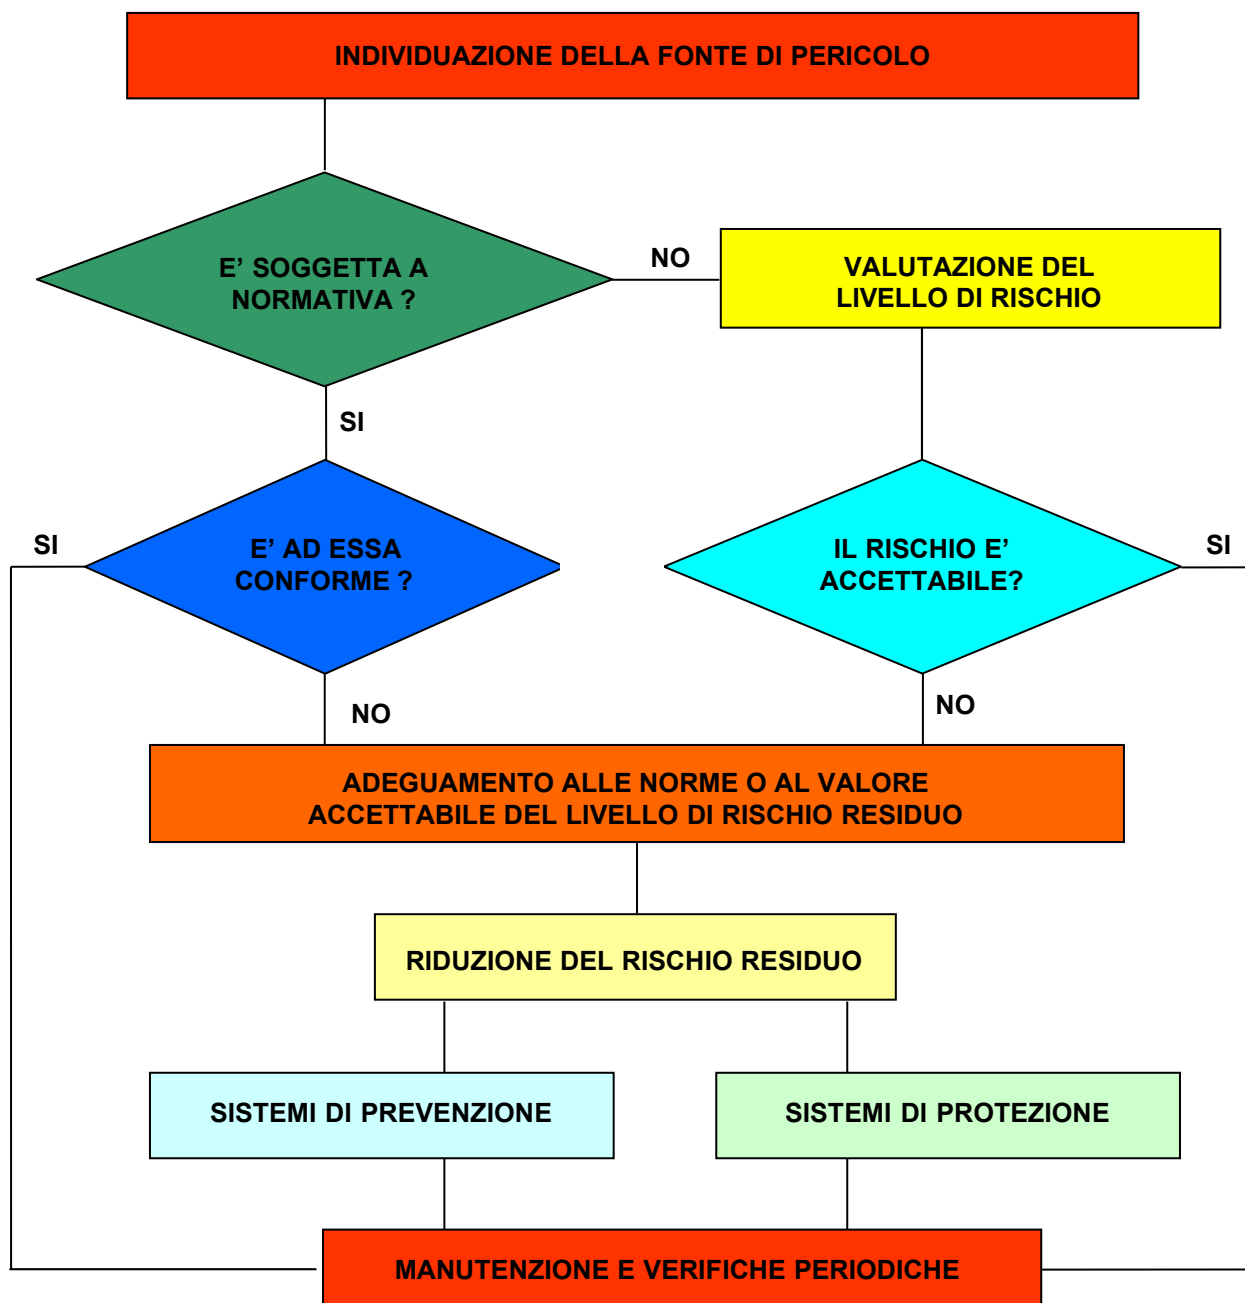 INDIVIDUAZIONE DELLA FONTE DI PERICOLO
E’ SOGGETTA A
NORMATIVA ?
NO
VALUTAZIONE DEL
LIVELLO DI RISCHIO
SI
SI
E’ AD ESSA
CONFORME ?
IL RISCHIO E’
ACCETTABILE?
SI
NO
NO
ADEGUAMENTO ALLE NORME O AL VALORE
ACCETTABILE DEL LIVELLO DI RISCHIO RESIDUO
RIDUZIONE DEL RISCHIO RESIDUO
SISTEMI DI PREVENZIONE
SISTEMI DI PROTEZIONE
MANUTENZIONE E VERIFICHE PERIODICHE